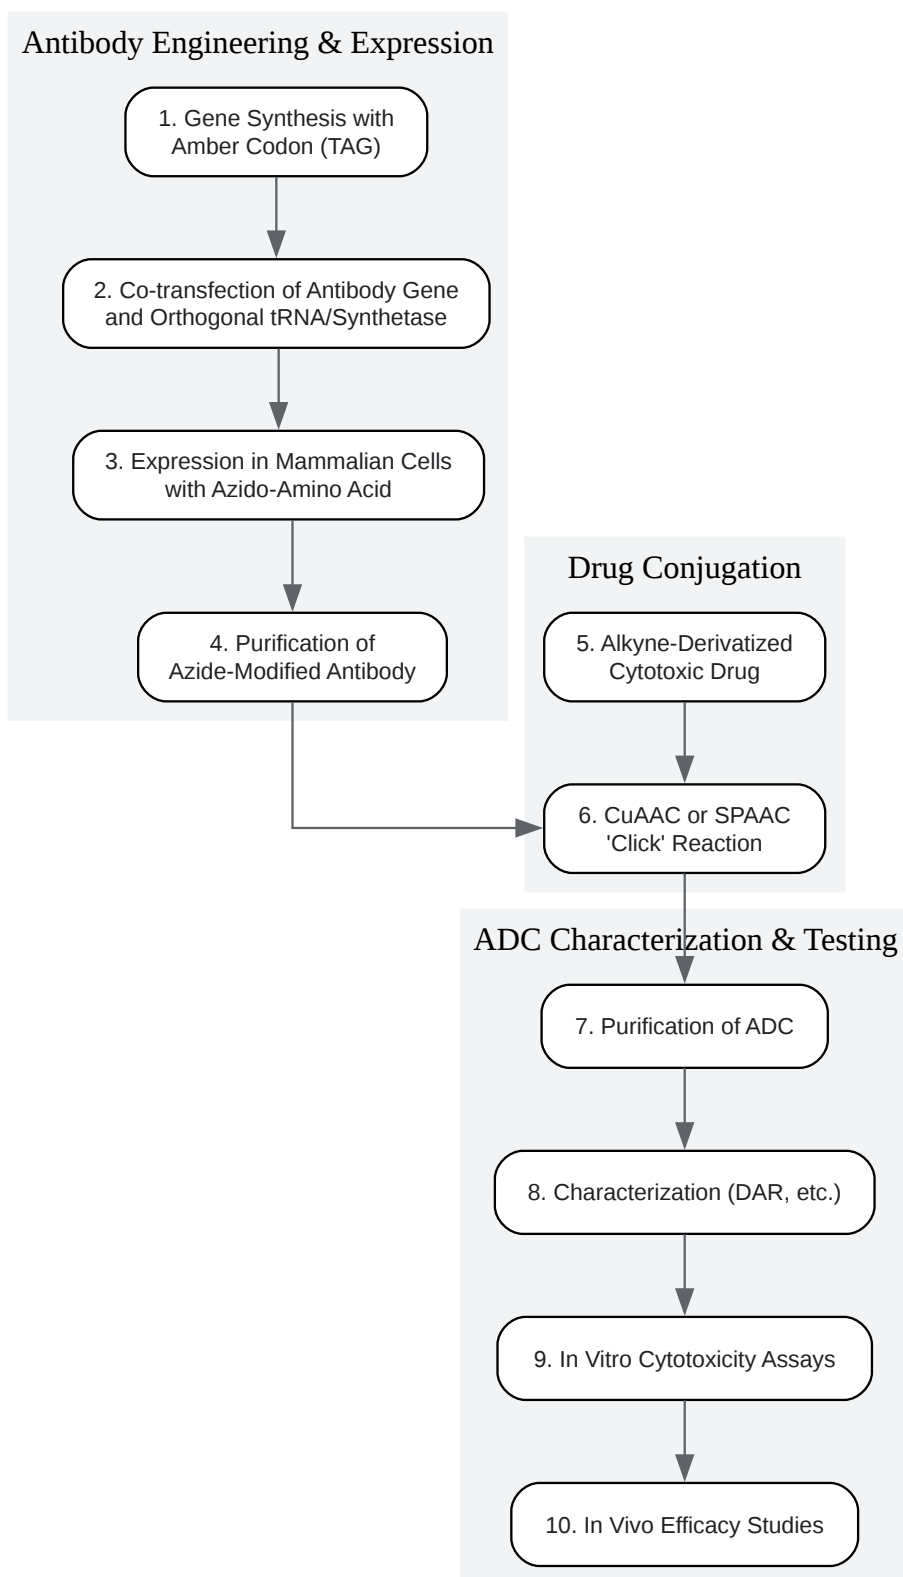 Antibody Engineering & Expression
1. Gene Synthesis with
Amber Codon (TAG)
2. Co-transfection of Antibody Gene
and Orthogonal tRNA/Synthetase
3. Expression in Mammalian Cells
with Azido-Amino Acid
4. Purification of
Azide-Modified Antibody
Drug Conjugation
5. Alkyne-Derivatized
Cytotoxic Drug
6. CuAAC or SPAAC
'Click' Reaction
ADC Characterization & Testing
7. Purification of ADC
8. Characterization (DAR, etc.)
9. In Vitro Cytotoxicity Assays
10. In Vivo Efficacy Studies